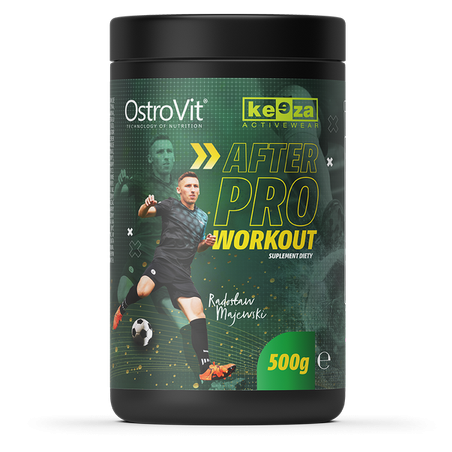 OstroVit®
TECHNOLOGY OF NUTRITION
keeza
ACTIVEWEAR
AFTER
PRO
WORKOUT
SUPLEMENT DIETY
Radosław
Majewski
500g ℮